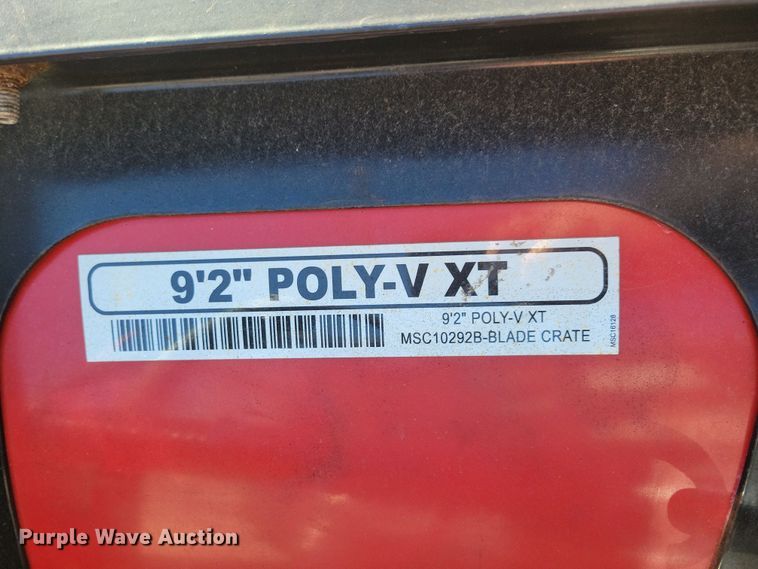 9'2" POLY-V XT
9'2" POLY-V XT
MSC10292B-BLADE CRATE
MSC16128
Purple Wave Auction